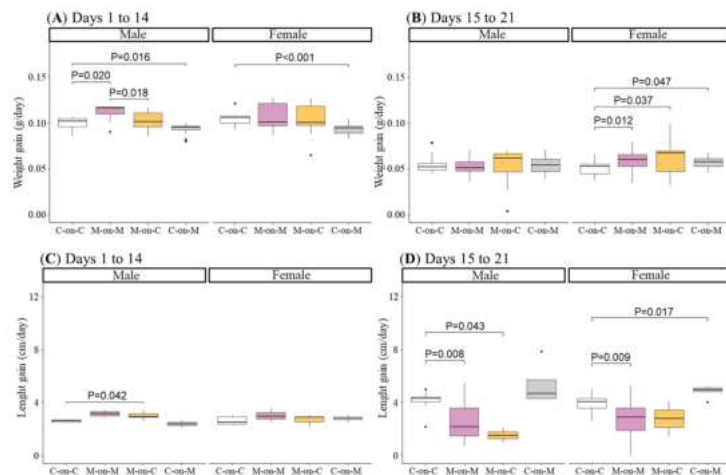 (A) Days 1 to 14
Male Female
P=0.016
P<0.001
P=0.020
P=0.018
Weight gain (g/day)
0.15
0.10
0.05
0.00
C-on-C M-on-M M-on-C C-on-M C-on-C M-on-M M-on-C C-on-M
(B) Days 15 to 21
Male Female
P=0.047
P=0.037
P=0.012
Weight gain (g/day)
0.15
0.10
0.05
0.00
C-on-C M-on-M M-on-C C-on-M C-on-C M-on-M M-on-C C-on-M
(C) Days 1 to 14
Male Female
P=0.042
Lenght gain (cm/day)
12
8
4
0
C-on-C M-on-M M-on-C C-on-M C-on-C M-on-M M-on-C C-on-M
(D) Days 15 to 21
Male Female
P=0.017
P=0.043
P=0.008
P=0.009
Lenght gain (cm/day)
12
8
4
0
C-on-C M-on-M M-on-C C-on-M C-on-C M-on-M M-on-C C-on-M